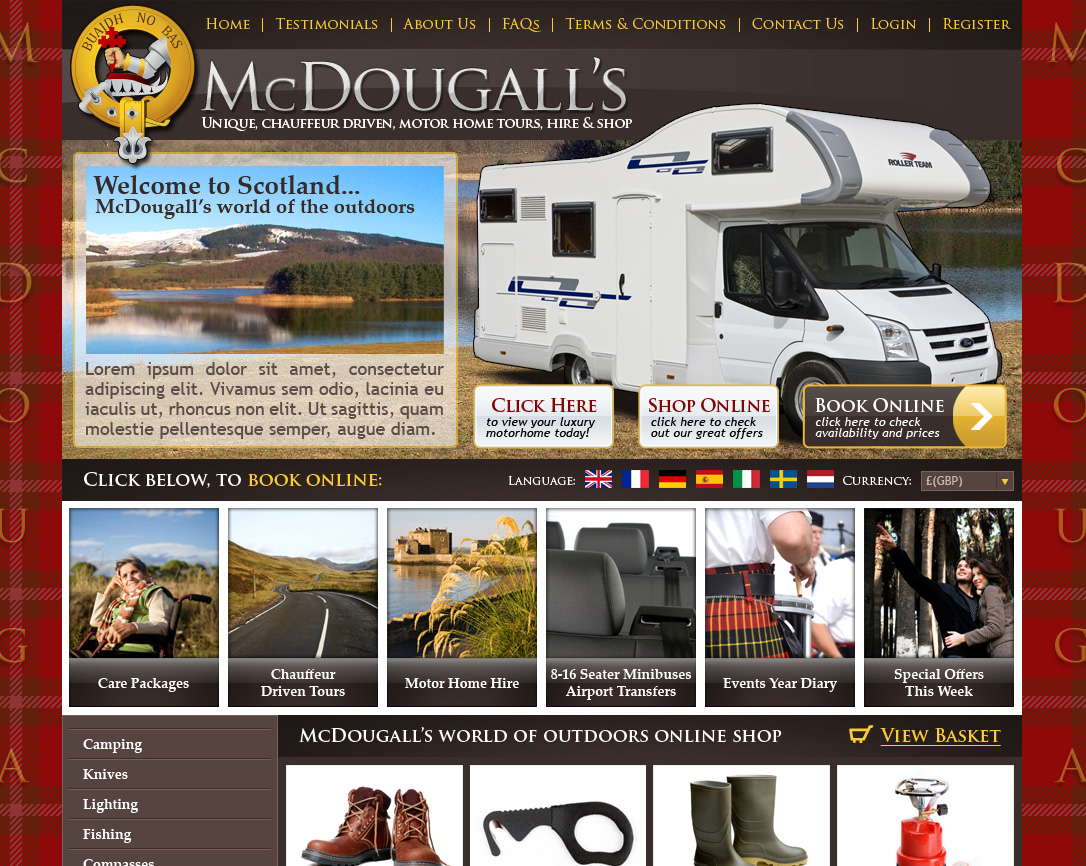 BUAIDH NO BAS
Home | Testimonials | About Us | FAQs | Terms & Conditions | Contact Us | Login | Register
McDougall's
Unique, chauffeur driven, motor home tours, hire & shop
ROLLER TEAM
Welcome to Scotland...
McDougall's world of the outdoors
Lorem ipsum dolor sit amet, consectetur
adipiscing elit. Vivamus sem odio, lacinia eu
iaculis ut, rhoncus non elit. Ut sagittis, quam
molestie pellentesque semper, augue diam.
Click Here
to view your luxury
motorhome today!
Shop Online
click here to check
out our great offers
Book Online
click here to check
availability and prices
Ford
Click below, to book online:
Language:
Currency:
£(GBP)
Care Packages
Chauffeur
Driven Tours
Motor Home Hire
8-16 Seater Minibuses
Airport Transfers
Events Year Diary
Special Offers
This Week
Camping
Knives
Lighting
Fishing
Compasses
McDougall's world of outdoors online shop
View Basket
M
C
D
O
U
G
A
M
C
D
O
U
G
A